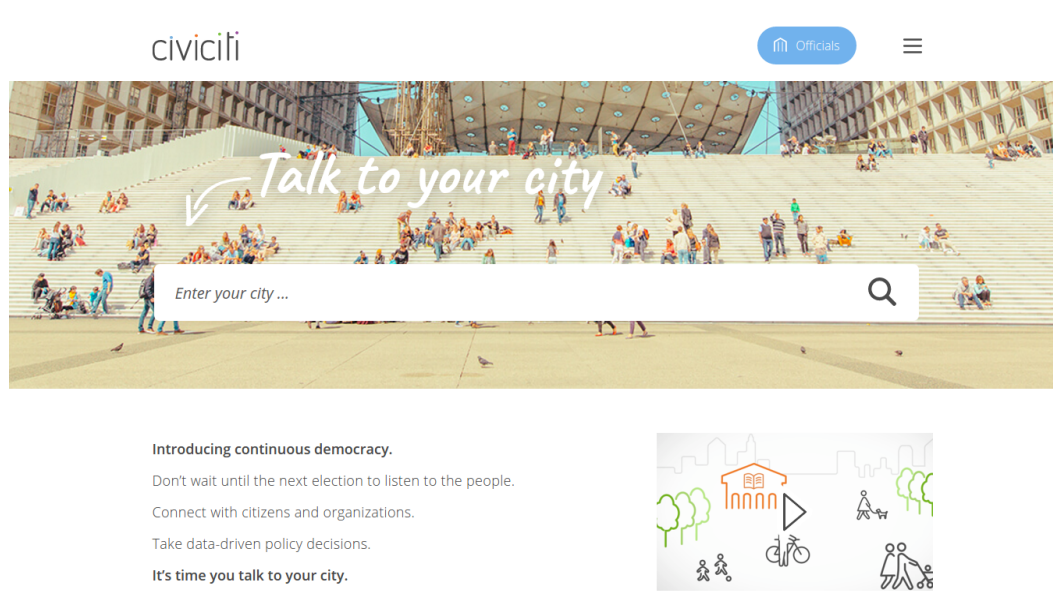 civiciti
Officials
Talk to your city
Enter your city ...
Introducing continuous democracy.
Don't wait until the next election to listen to the people.
Connect with citizens and organizations.
Take data-driven policy decisions.
It's time you talk to your city.